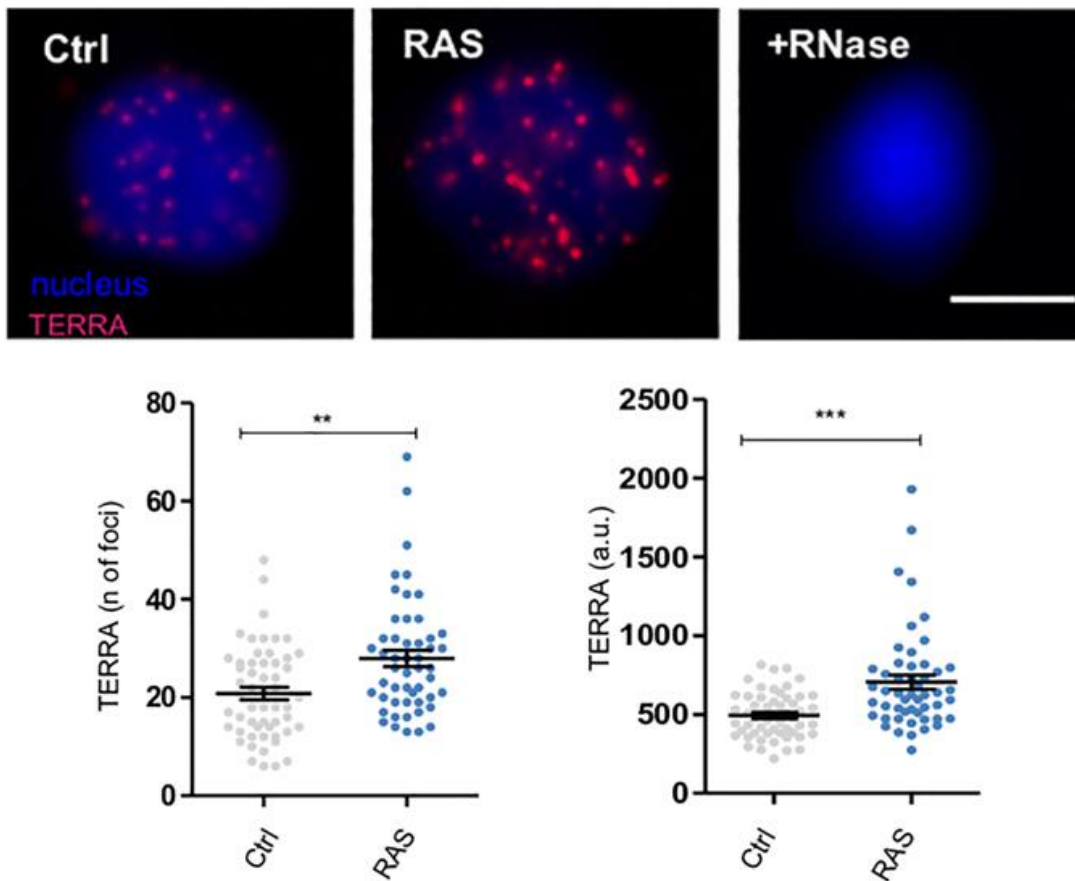 Ctrl
RAS
+RNase
nucleus
TERRA
TERRA (n of foci)
80
60
40
20
0
**
Ctrl
RAS
TERRA (a.u.)
2500
2000
1500
1000
500
0
***
Ctrl
RAS